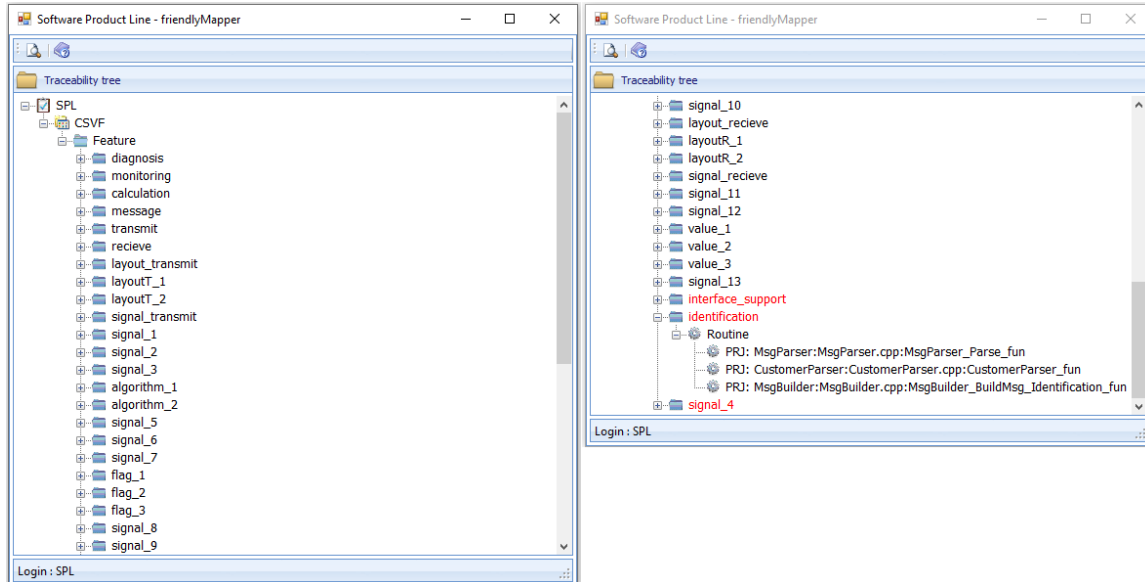 Software Product Line - friendlyMapper
Traceability tree
SPL
CSVF
Feature
diagnosis
monitoring
calculation
message
transmit
recieve
layout_transmit
layoutT_1
layoutT_2
signal_transmit
signal_1
signal_2
signal_3
algorithm_1
algorithm_2
signal_5
signal_6
signal_7
flag_1
flag_2
flag_3
signal_8
signal_9
Login : SPL
Software Product Line - friendlyMapper
Traceability tree
signal_10
layout_recieve
layoutR_1
layoutR_2
signal_recieve
signal_11
signal_12
value_1
value_2
value_3
signal_13
interface_support
identification
Routine
PRJ: MsgParser:MsgParser.cpp:MsgParser_Parse_fun
PRJ: CustomerParser:CustomerParser.cpp:CustomerParser_fun
PRJ: MsgBuilder:MsgBuilder.cpp:MsgBuilder_BuildMsg_Identification_fun
signal_4
Login : SPL